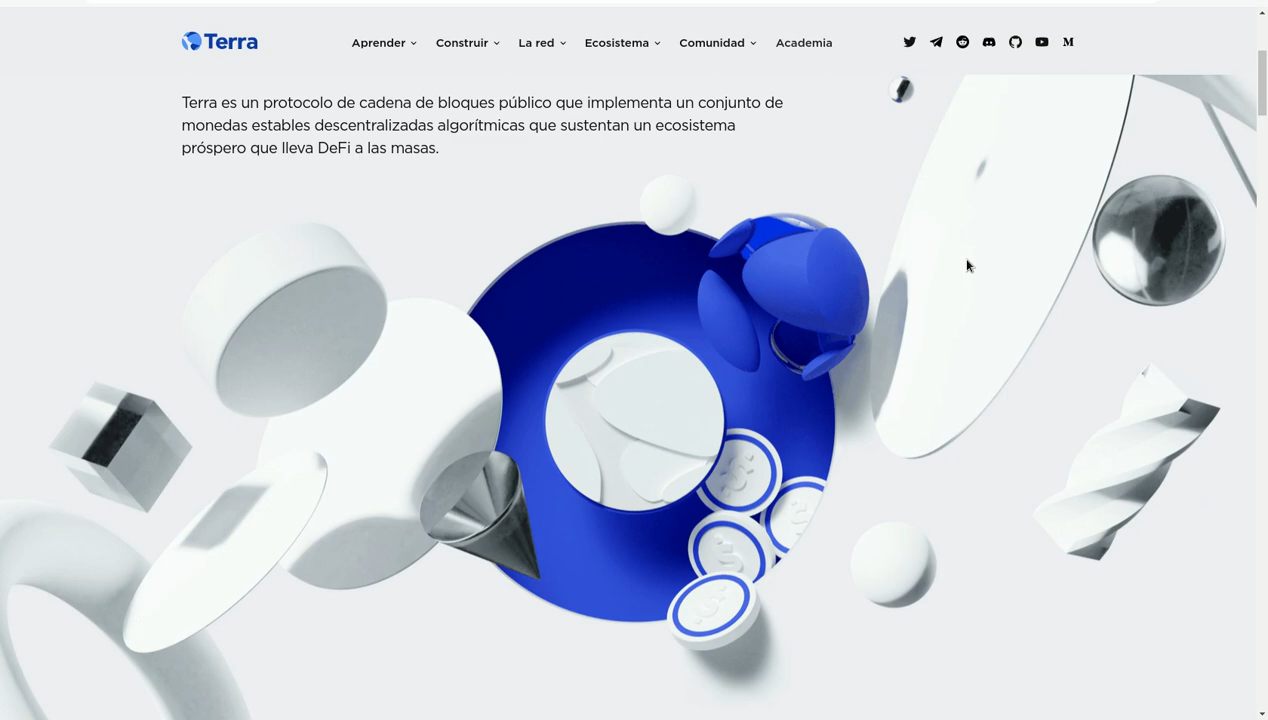 Terra
Aprender Construir La red Ecosistema Comunidad Academia
Terra es un protocolo de cadena de bloques público que implementa un conjunto de
monedas estables descentralizadas algorítmicas que sustentan un ecosistema
próspero que lleva DeFi a las masas.